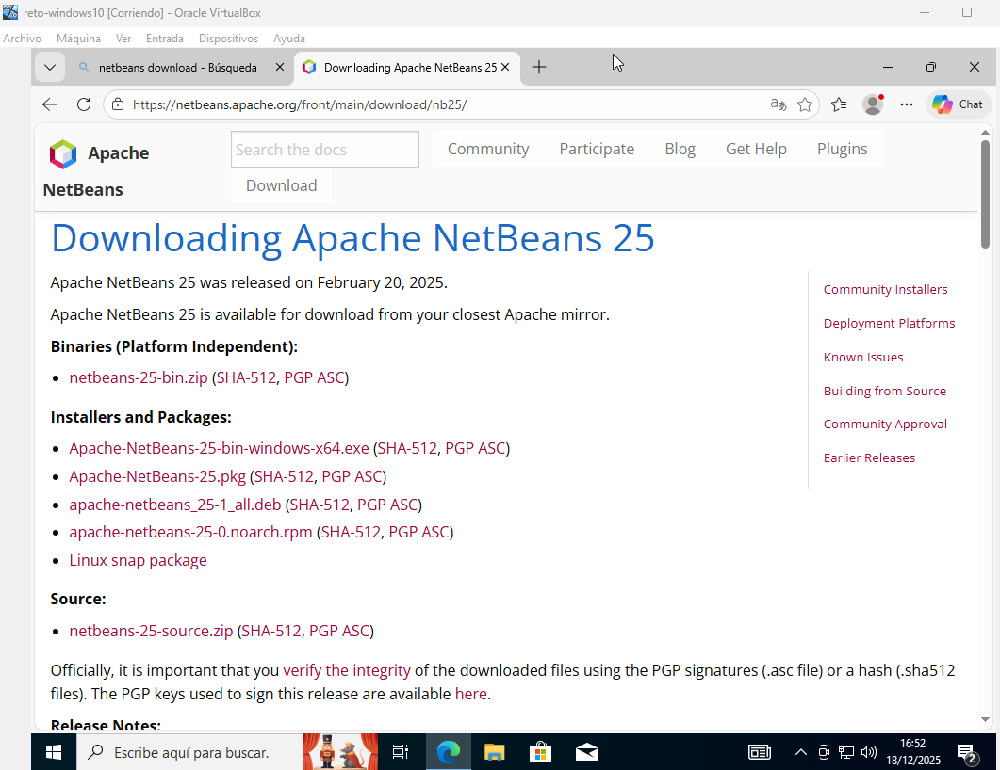 reto-windows10 [Corriendo] - Oracle VirtualBox
Archivo Máquina Ver Entrada Dispositivos Ayuda
netbeans download - Búsqueda
Downloading Apache NetBeans 25
https://netbeans.apache.org/front/main/download/nb25/
Chat
Apache
NetBeans
Search the docs
Community Participate Blog Get Help Plugins
Download
Downloading Apache NetBeans 25
Apache NetBeans 25 was released on February 20, 2025.
Apache NetBeans 25 is available for download from your closest Apache mirror.
Binaries (Platform Independent):
netbeans-25-bin.zip (SHA-512, PGP ASC)
Installers and Packages:
Apache-NetBeans-25-bin-windows-x64.exe (SHA-512, PGP ASC)
Apache-NetBeans-25.pkg (SHA-512, PGP ASC)
apache-netbeans_25-1_all.deb (SHA-512, PGP ASC)
apache-netbeans-25-0.noarch.rpm (SHA-512, PGP ASC)
Linux snap package
Source:
netbeans-25-source.zip (SHA-512, PGP ASC)
Officially, it is important that you verify the integrity of the downloaded files using the PGP signatures (.asc file) or a hash (.sha512
files). The PGP keys used to sign this release are available here.
Release Notes:
Community Installers
Deployment Platforms
Known Issues
Building from Source
Community Approval
Earlier Releases
Escribe aquí para buscar.
16:52
18/12/2025
2